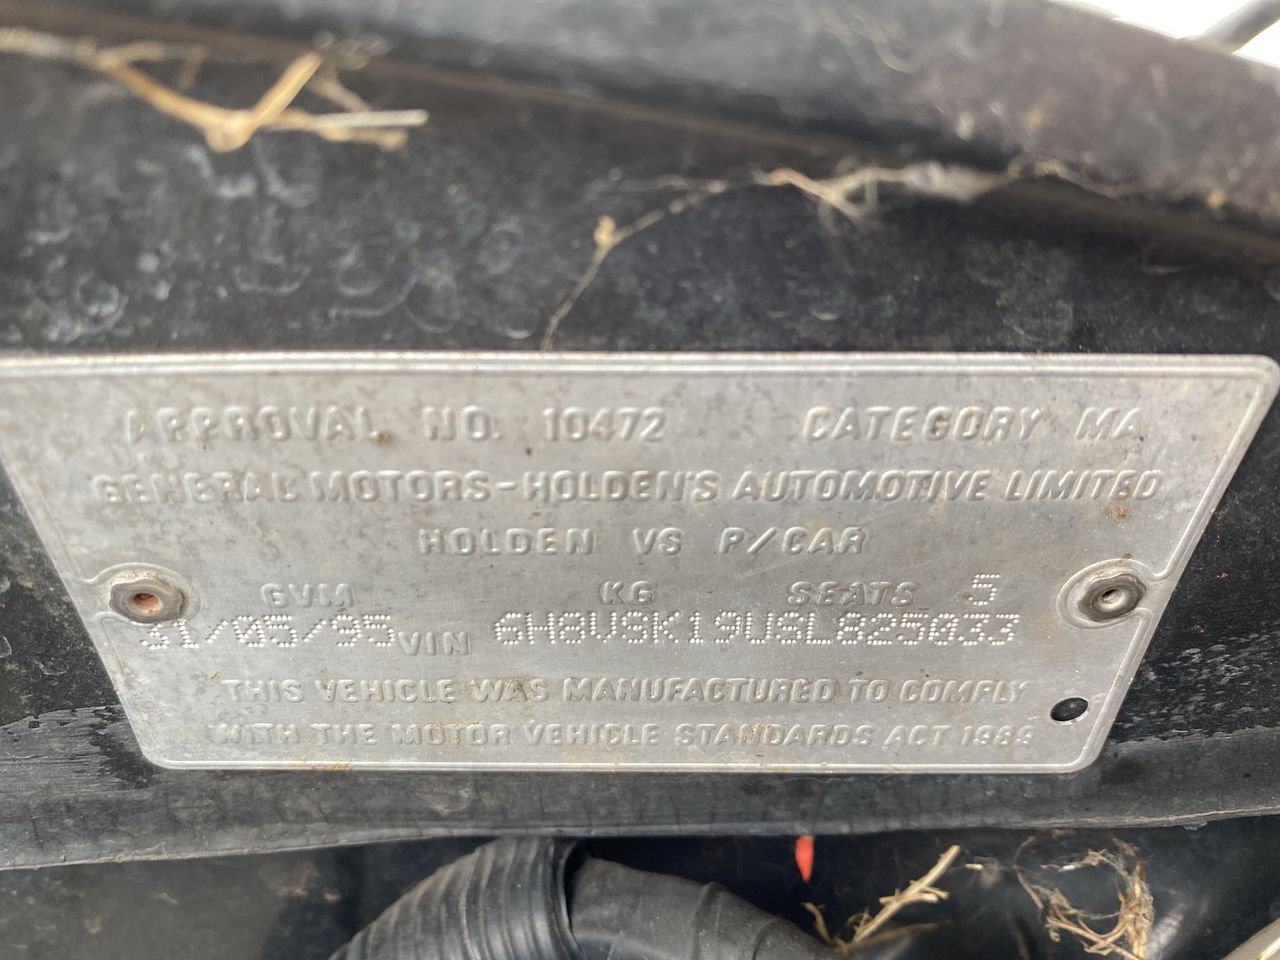 APPROVAL NO. 10472 CATEGORY MA
GENERAL MOTORS-HOLDEN'S AUTOMOTIVE LIMITED
HOLDEN VS P/CAR
GVM KG SEATS 5
31/05/95 VIN 6H8VSK19USL825033
THIS VEHICLE WAS MANUFACTURED TO COMPLY
WITH THE MOTOR VEHICLE STANDARDS ACT 1989